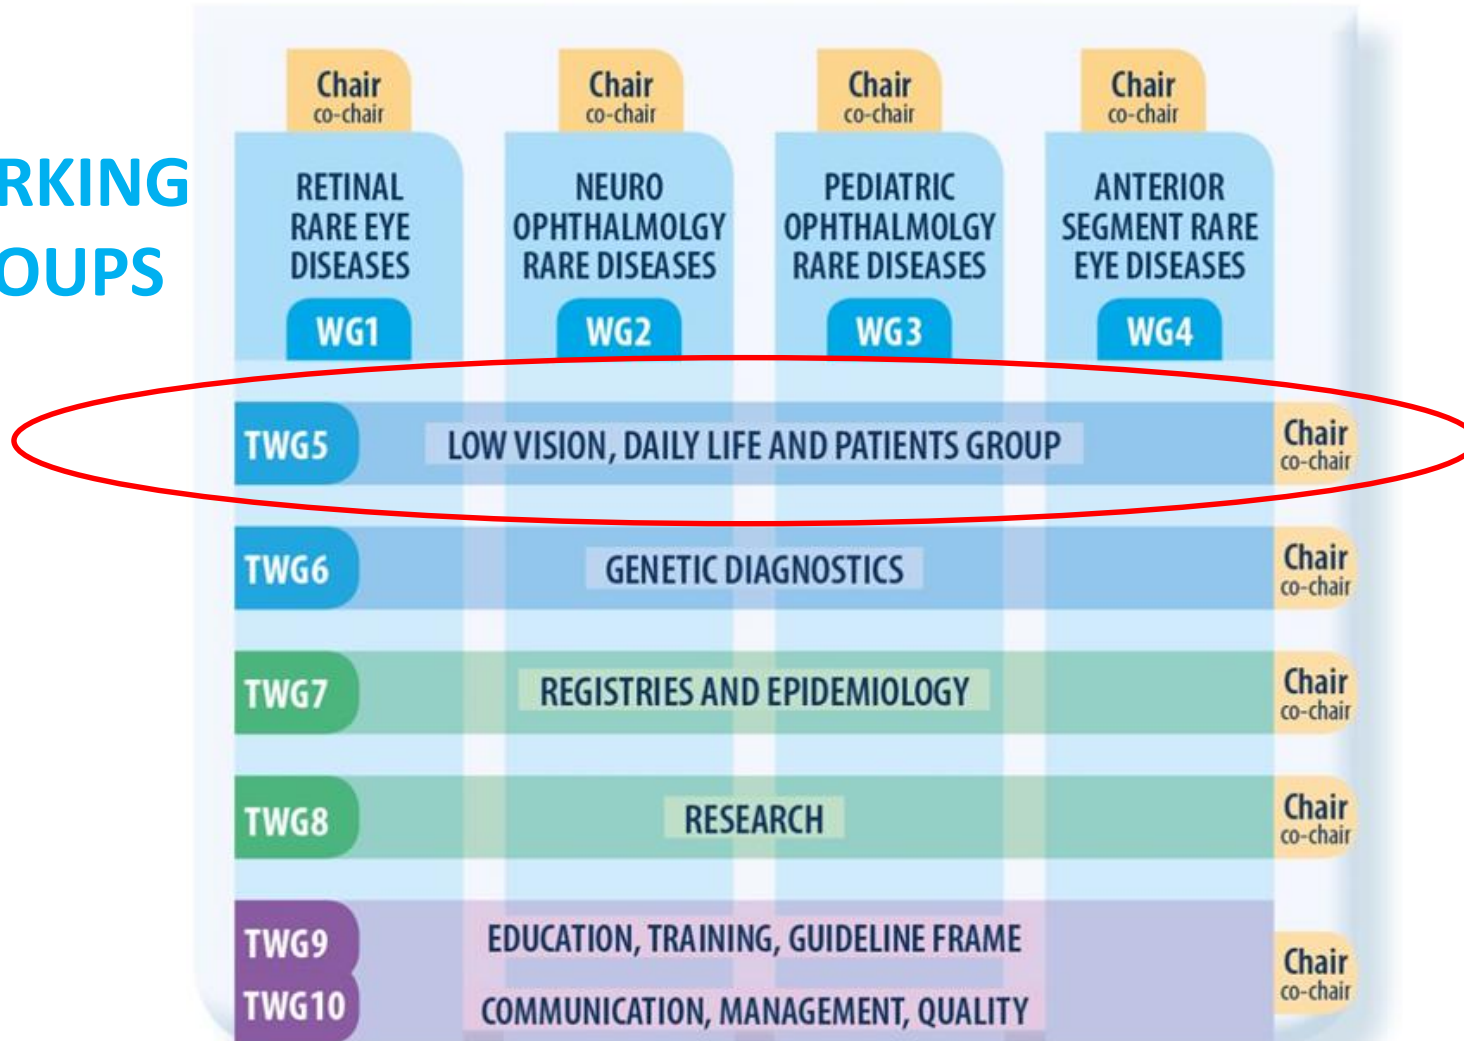 RKING
OUPS
Chair
co-chair
Chair
co-chair
Chair
co-chair
Chair
co-chair
RETINAL
RARE EYE
DISEASES
WG1
NEURO
OPHTHALMOLGY
RARE DISEASES
WG2
PEDIATRIC
OPHTHALMOLGY
RARE DISEASES
WG3
ANTERIOR
SEGMENT RARE
EYE DISEASES
WG4
TWG5
LOW VISION, DAILY LIFE AND PATIENTS GROUP
Chair
co-chair
TWG6
GENETIC DIAGNOSTICS
Chair
co-chair
TWG7
REGISTRIES AND EPIDEMIOLOGY
Chair
co-chair
TWG8
RESEARCH
Chair
co-chair
TWG9
EDUCATION, TRAINING, GUIDELINE FRAME
TWG10
COMMUNICATION, MANAGEMENT, QUALITY
Chair
co-chair